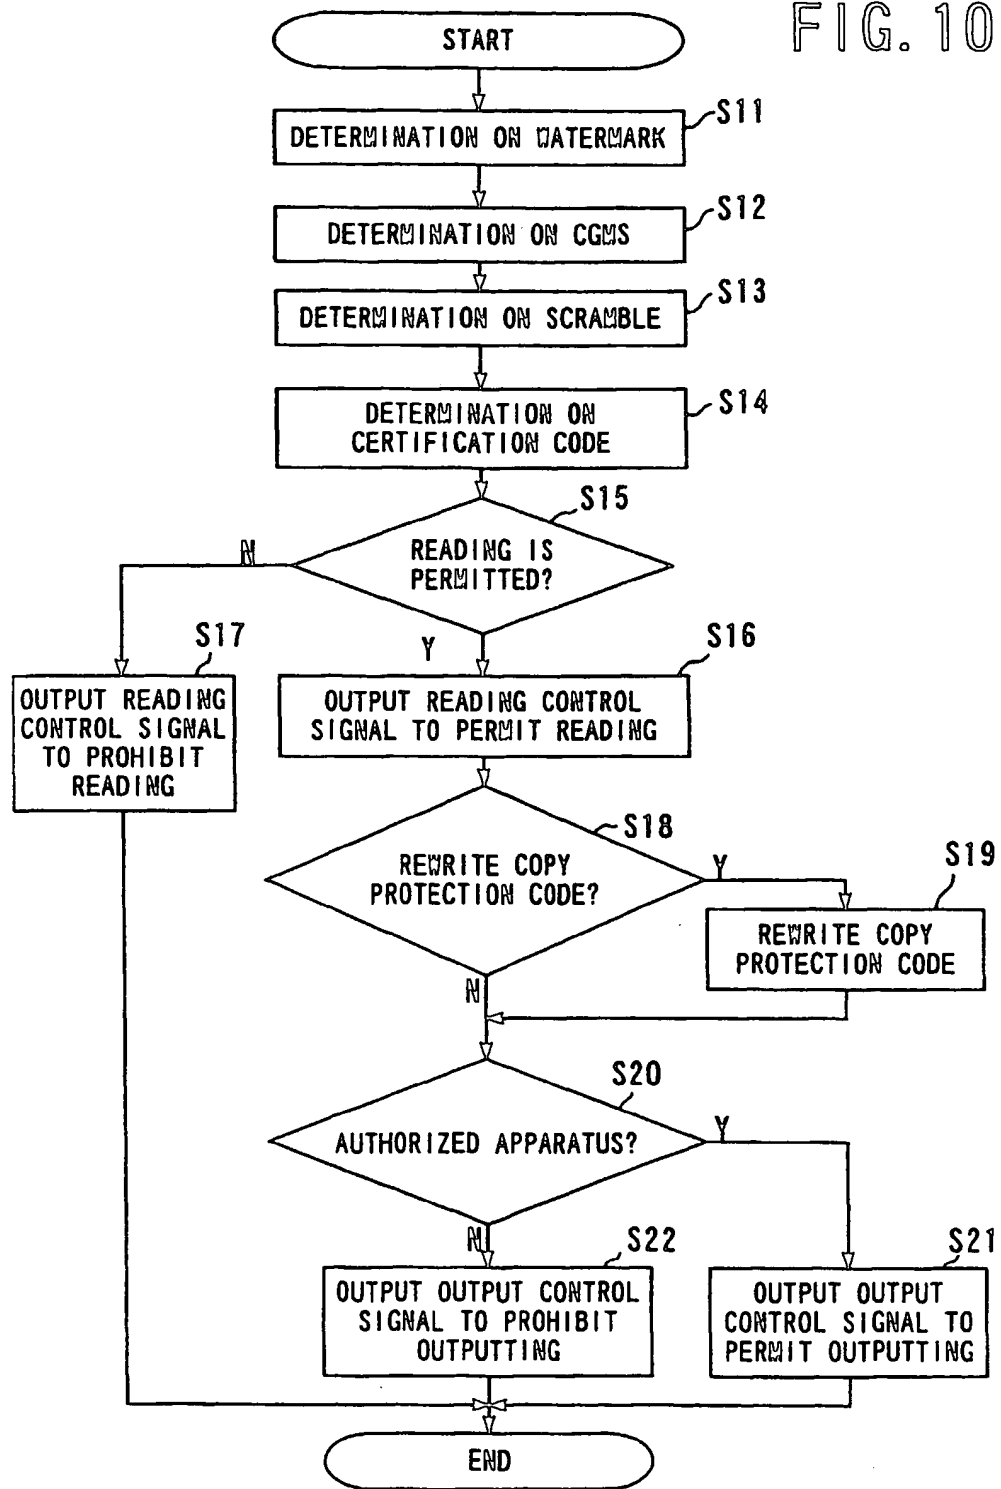 FIG. 10
START
S11
DETERMINATION ON WATERMARK
S12
DETERMINATION ON CGMS
S13
DETERMINATION ON SCRAMBLE
S14
DETERMINATION ON
CERTIFICATION CODE
S15
READING IS
PERMITTED?
N
Y
S17
OUTPUT READING
CONTROL SIGNAL
TO PROHIBIT
READING
S16
OUTPUT READING CONTROL
SIGNAL TO PERMIT READING
S18
REWRITE COPY
PROTECTION CODE?
Y
N
S19
REWRITE COPY
PROTECTION CODE
S20
AUTHORIZED APPARATUS?
Y
N
S22
OUTPUT OUTPUT CONTROL
SIGNAL TO PROHIBIT
OUTPUTTING
S21
OUTPUT OUTPUT
CONTROL SIGNAL TO
PERMIT OUTPUTTING
END